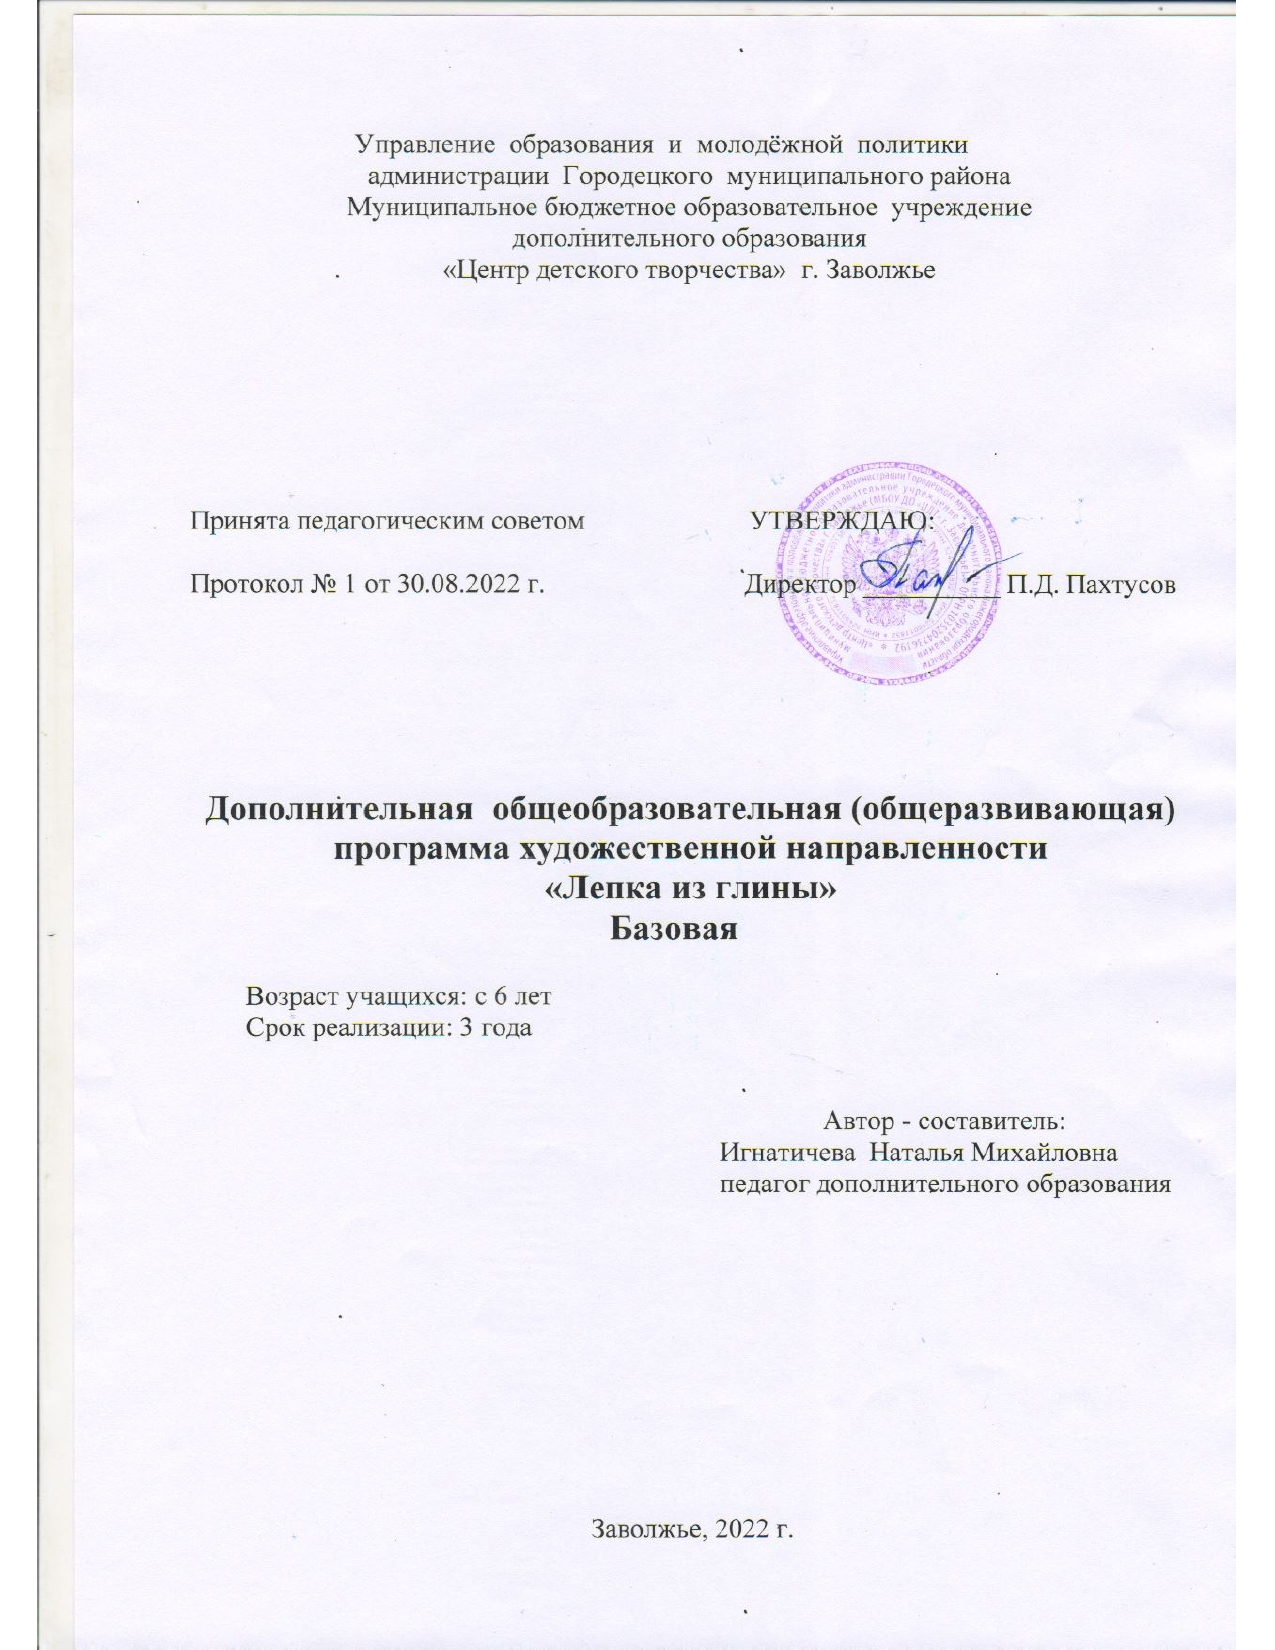 Управление образования и молодёжной политики
администрации Городецкого муниципального района
Муниципальное бюджетное образовательное учреждение
дополнительного образования
«Центр детского творчества» г. Заволжье
Принята педагогическим советом
УТВЕРЖДАЮ:
Протокол № 1 от 30.08.2022 г.
Директор __________ П.Д. Пахтусов
Дополнительная общеобразовательная (общеразвивающая)
программа художественной направленности
«Лепка из глины»
Базовая
Возраст учащихся: с 6 лет
Срок реализации: 3 года
Автор - составитель:
Игнатичева Наталья Михайловна
педагог дополнительного образования
Заволжье, 2022 г.